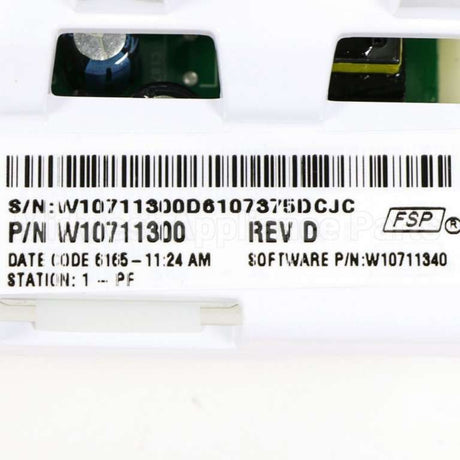 S/N:W10711300D6107375DCJC
P/N W10711300 REV D FSP ®
DATE CODE 6165-11:24 AM SOFTWARE P/N:W10711340
STATION: 1 - PF